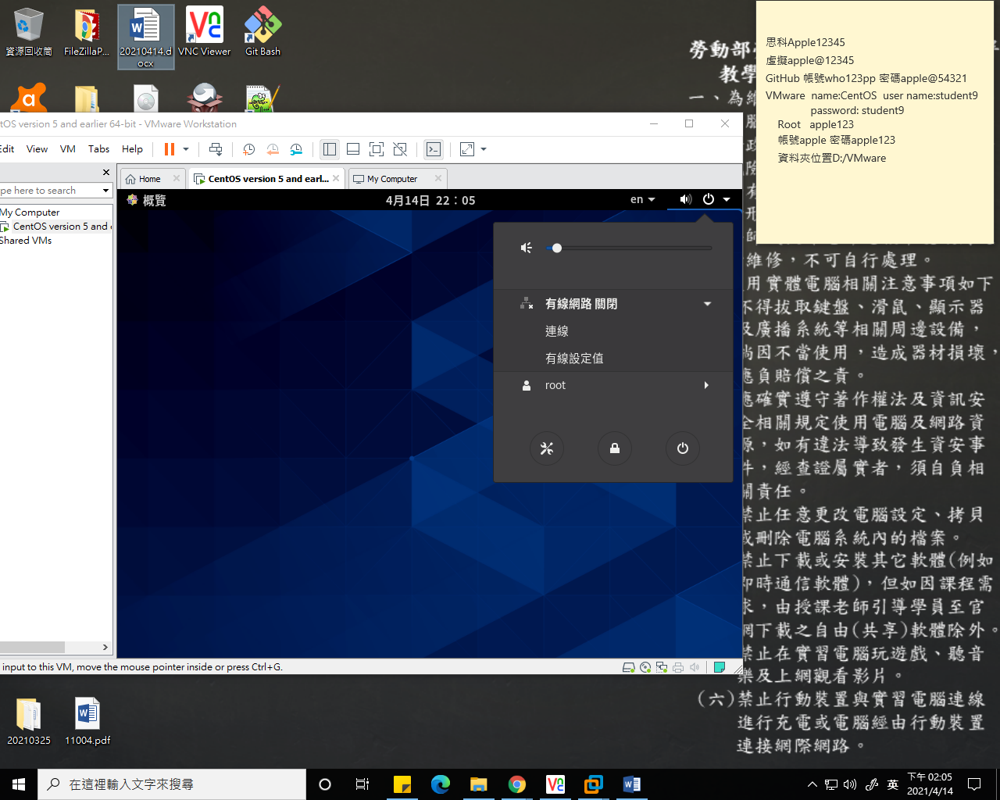 資源回收筒
FileZillaP...
20210414.d
ocx
VNC Viewer
Git Bash
思科Apple12345
虛擬apple@12345
GitHub 帳號who123pp 密碼apple@54321
VMware name:CentOS user name:student9
password: student9
Root apple123
帳號apple 密碼apple123
資料夾位置D:/VMware
勞動部
教學
一、為維
tOS version 5 and earlier 64-bit - VMware Workstation
Edit View VM Tabs Help
pe here to search
My Computer
CentOS version 5 and e
Shared VMs
Home
CentOS version 5 and earl...
My Computer
概覽
4月14日 22：05
en
有線網路 關閉
連線
有線設定值
root
input to this VM, move the mouse pointer inside or press Ctrl+G.
維修，不可自行處理。
用實體電腦相關注意事項如下
不得拔取鍵盤、滑鼠、顯示器
及廣播系統等相關周邊設備，
倘因不當使用，造成器材損壞，
應負賠償之責。
應確實遵守著作權法及資訊安
全相關規定使用電腦及網路資
源，如有違法導致發生資安事
件，經查證屬實者，須自負相
關責任。
禁止任意更改電腦設定、拷貝
或刪除電腦系統內的檔案。
禁止下載或安裝其它軟體(例如
即時通信軟體)，但如因課程需
求，由授課老師引導學員至官
網下載之自由(共享)軟體除外。
禁止在實習電腦玩遊戲、聽音
樂及上網觀看影片。
(六)禁止行動裝置與實習電腦連線
進行充電或電腦經由行動裝置
連接網際網路。
20210325
11004.pdf
在這裡輸入文字來搜尋
英
下午 02:05
2021/4/14